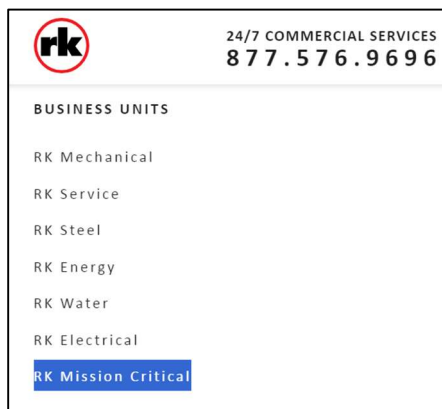 rk
24/7 COMMERCIAL SERVICES
877.576.9696
BUSINESS UNITS
RK Mechanical
RK Service
RK Steel
RK Energy
RK Water
RK Electrical
RK Mission Critical